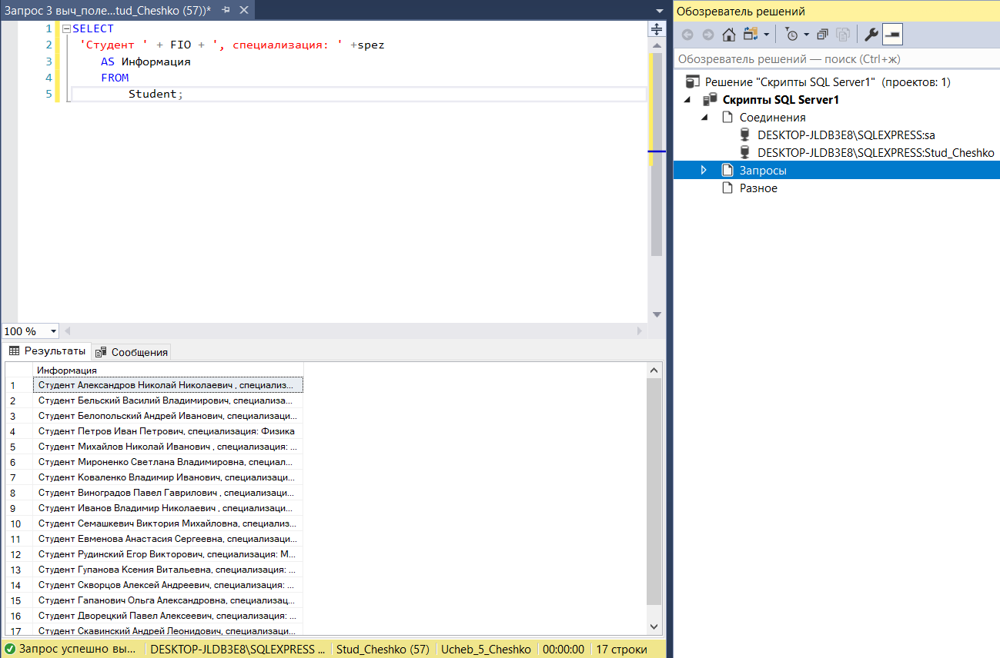 Запрос 3 выч_поле...tud_Cheshko (57))*
1 SELECT
2 'Студент ' + FIO + ', специализация: ' +spez
3 AS Информация
4 FROM
5 Student;
100 %
Результаты Сообщения
Информация
1 Студент Александров Николай Николаевич , специализ...
2 Студент Бельский Василий Владимирович, специализа...
3 Студент Белопольский Андрей Иванович, специализаци...
4 Студент Петров Иван Петрович, специализация: Физика
5 Студент Михайлов Николай Иванович , специализация: ...
6 Студент Мироненко Светлана Владимировна, специал...
7 Студент Коваленко Владимир Иванович, специализаци...
8 Студент Виноградов Павел Гаврилович , специализаци...
9 Студент Иванов Владимир Николаевич , специализаци...
10 Студент Семашкевич Виктория Михайловна, специализ...
11 Студент Евменова Анастасия Сергеевна, специализаци...
12 Студент Рудинский Егор Викторович, специализация: М...
13 Студент Гупанова Ксения Витальевна, специализация: ...
14 Студент Скворцов Алексей Андреевич, специализация: ...
15 Студент Гапанович Ольга Александровна, специализац...
16 Студент Дворецкий Павел Алексеевич, специализация: ...
17 Студент Скавинский Андрей Леонидович, специализаци...
Запрос успешно вы... DESKTOP-JLDB3E8\SQLEXPRESS ... Stud_Cheshko (57) Ucheb_5_Cheshko 00:00:00 17 строки
Обозреватель решений
Обозреватель решений — поиск (Ctrl+ж)
Решение "Скрипты SQL Server1" (проектов: 1)
Скрипты SQL Server1
Соединения
DESKTOP-JLDB3E8\SQLEXPRESS:sa
DESKTOP-JLDB3E8\SQLEXPRESS:Stud_Cheshko
Запросы
Разное